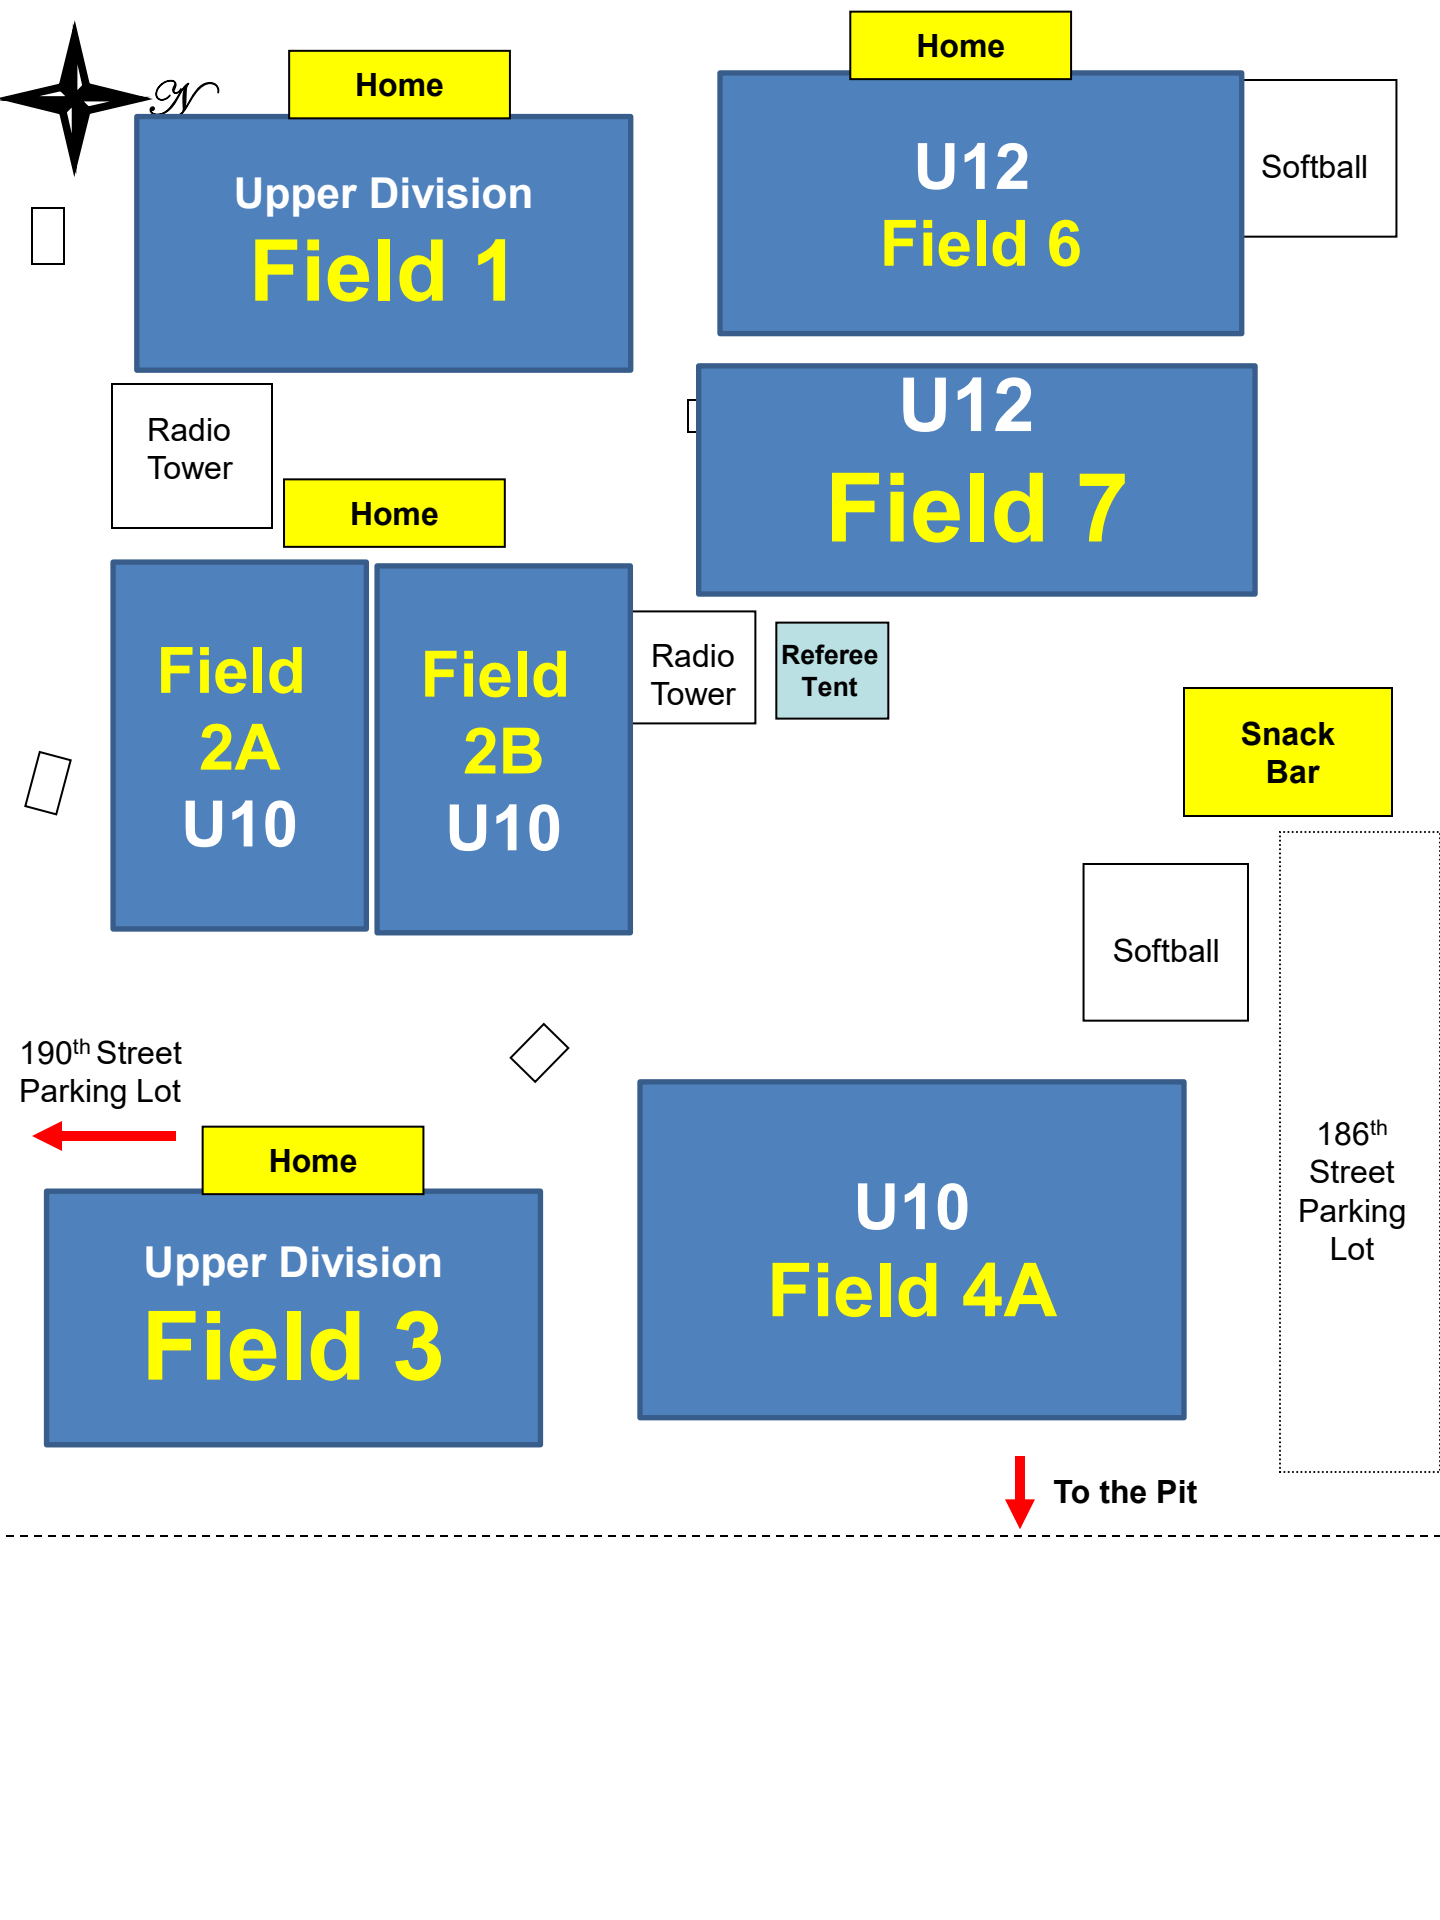 N
Home
Upper Division
Field 1
Home
U12
Field 6
Softball
Radio
Tower
Home
U12
Field 7
Field
2A
U10
Field
2B
U10
Radio
Tower
Referee
Tent
Snack
Bar
Softball
190th Street
Parking Lot
Home
Upper Division
Field 3
U10
Field 4A
186th
Street
Parking
Lot
To the Pit